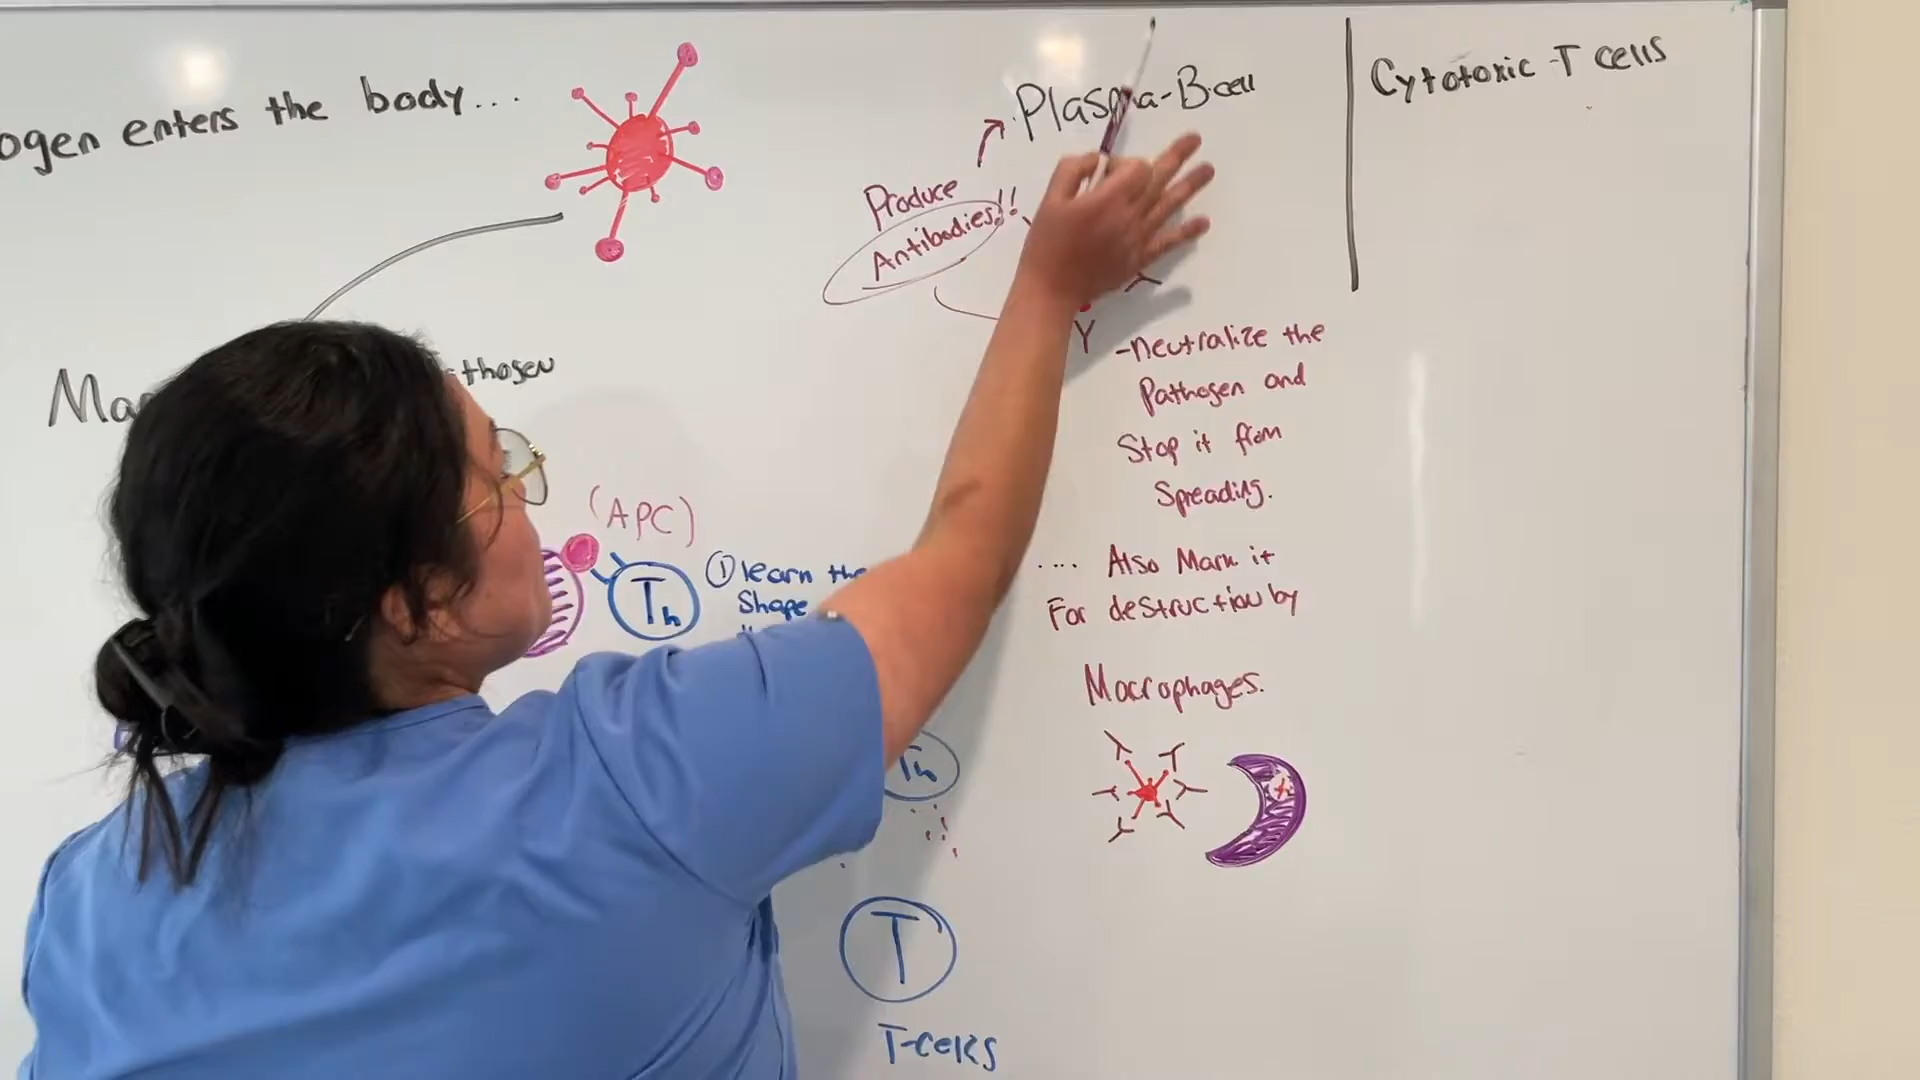 ogen enters the body...
Plasma-B cell
Cytotoxic-T cells
Produce
Antibodies!!
Y
-neutralize the
Pathogen and
Stop it from
Spreading.
.... Also Mark it
For destruction by
Macrophages.
Ma
thogen
(APC)
Th
① learn the
Shape
Th
T
T-cells